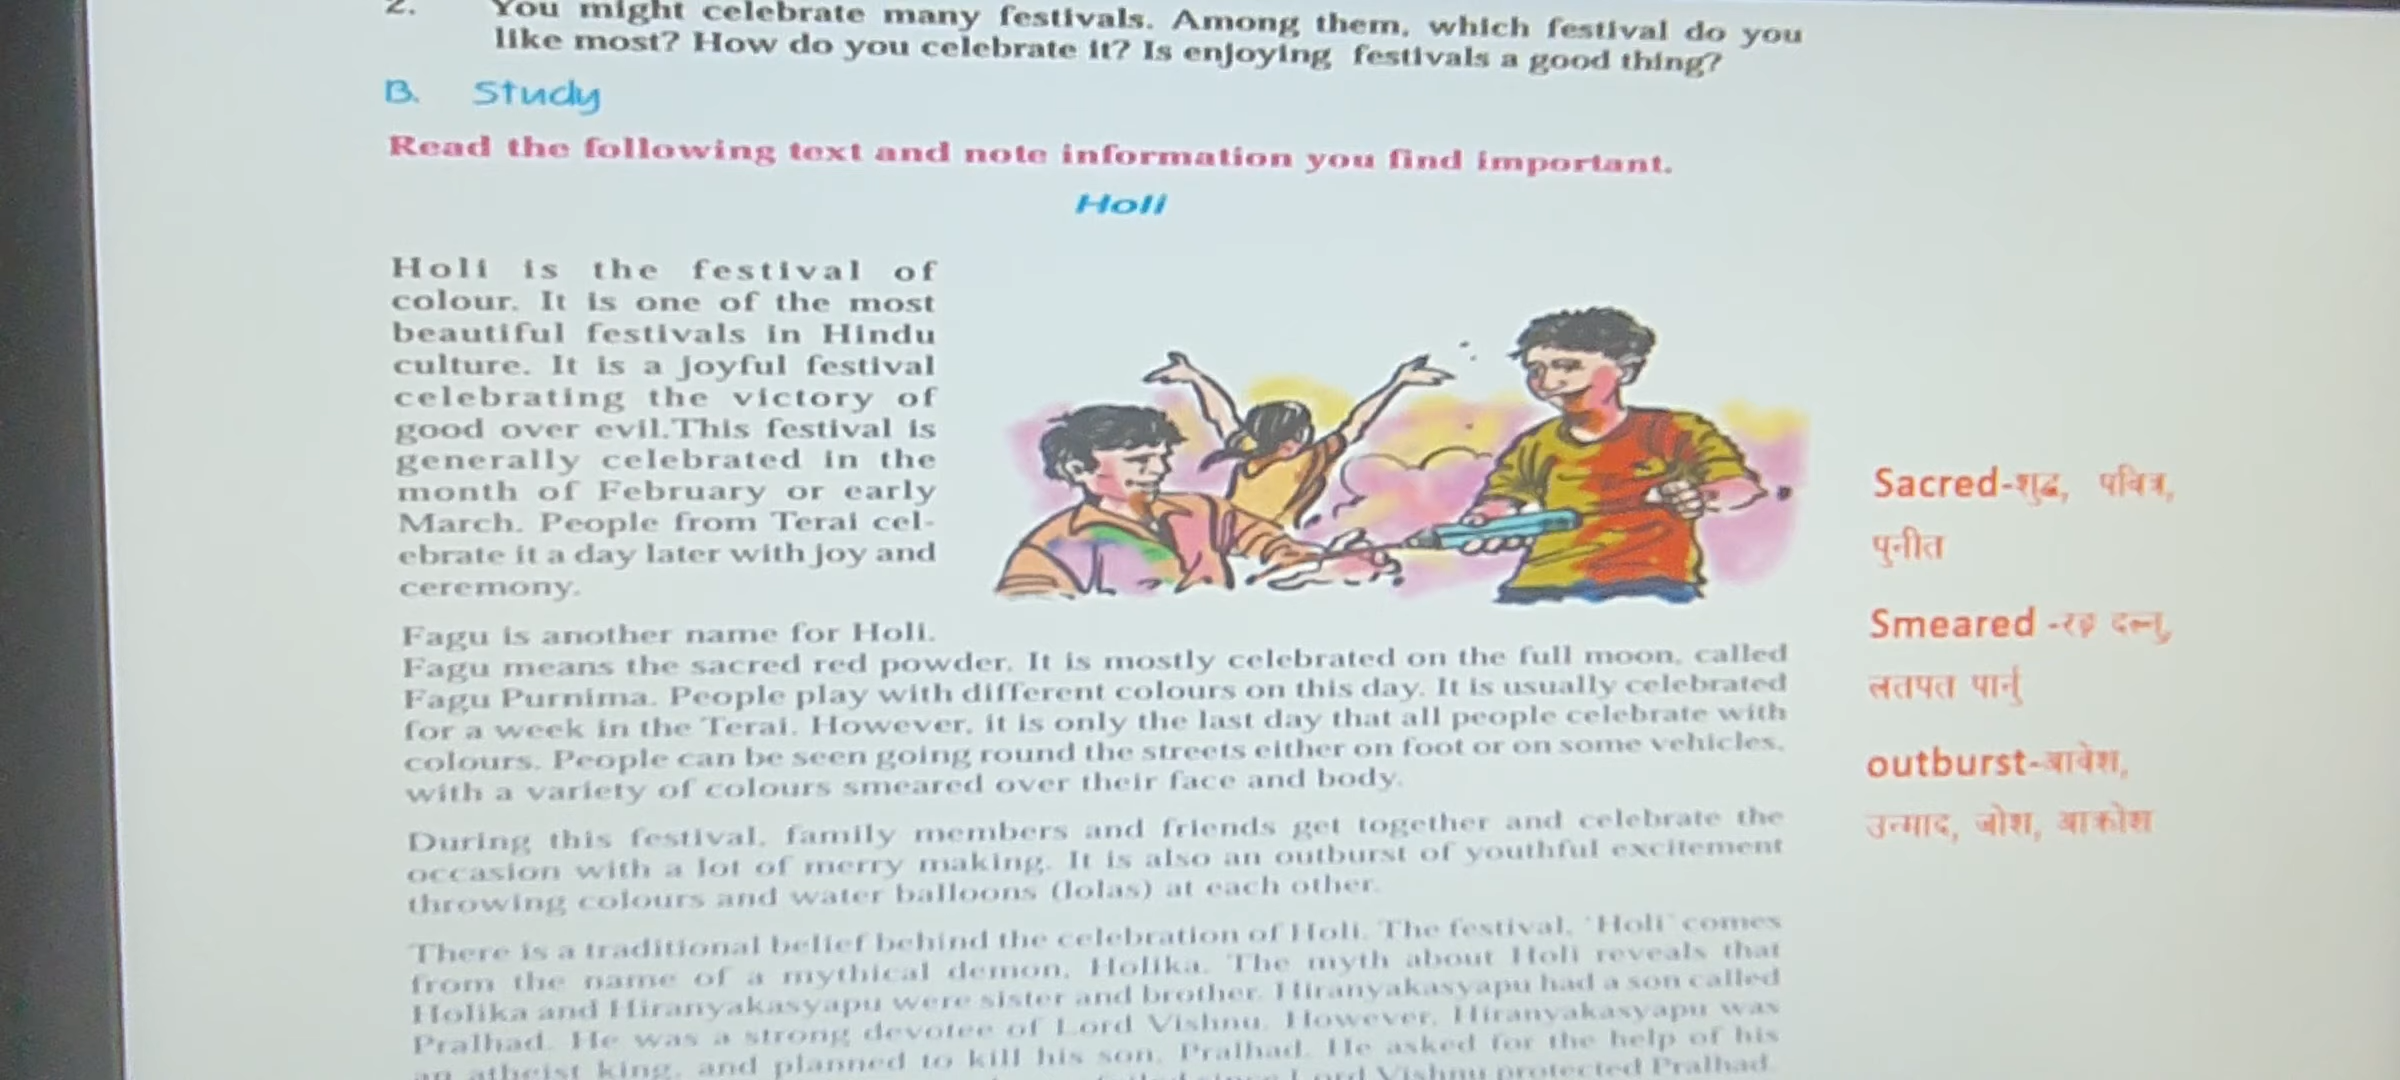 2. You might celebrate many festivals. Among them, which festival do you
like most? How do you celebrate it? Is enjoying festivals a good thing?
B. Study
Read the following text and note information you find important.
Holi
Holi is the festival of
colour. It is one of the most
beautiful festivals in Hindu
culture. It is a joyful festival
celebrating the victory of
good over evil.This festival is
generally celebrated in the
month of February or early
March. People from Terai cel-
ebrate it a day later with joy and
ceremony.
Fagu is another name for Holi.
Fagu means the sacred red powder. It is mostly celebrated on the full moon, called
Fagu Purnima. People play with different colours on this day. It is usually celebrated
for a week in the Terai. However, it is only the last day that all people celebrate with
colours. People can be seen going round the streets either on foot or on some vehicles,
with a variety of colours smeared over their face and body.
During this festival, family members and friends get together and celebrate the
occasion with a lot of merry making. It is also an outburst of youthful excitement
throwing colours and water balloons (lolas) at each other.
There is a traditional belief behind the celebration of Holi. The festival, 'Holi' comes
from the name of a mythical demon, Holika. The myth about Holi reveals that
Holika and Hiranyakasyapu were sister and brother. Hiranyakasyapu had a son called
Pralhad. He was a strong devotee of Lord Vishnu. However, Hiranyakasyapu was
an atheist king, and planned to kill his son, Pralhad. He asked for the help of his
since Lord Vishnu protected Pralhad.
Sacred-शुद्ध, पवित्र,
पुनीत
Smeared -रङ्ग दल्नु,
लतपत पार्नु
outburst-आवेश,
उन्माद, जोश, आक्रोश